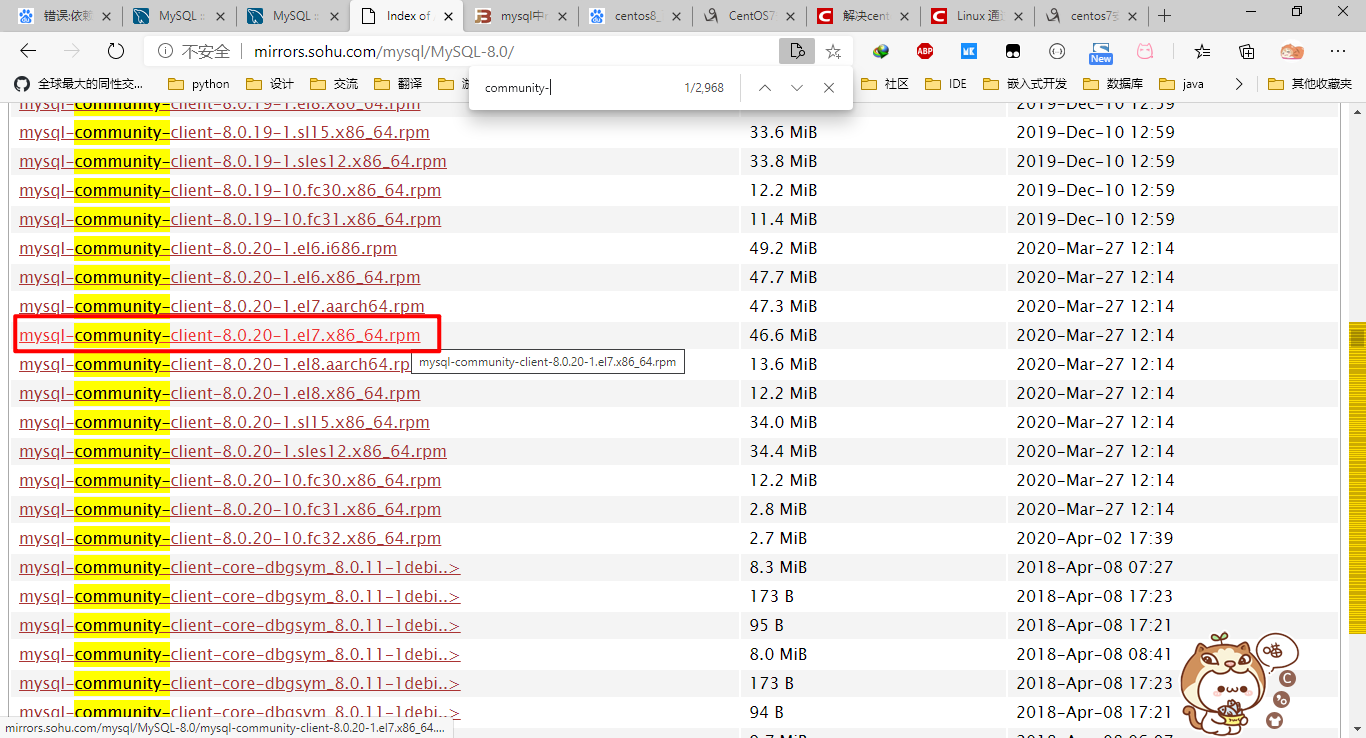 错误:依赖
MySQL ::
MySQL ::
Index of
mysql中r
centos8_
CentOS7
解决cent
Linux 通过
centos7安
不安全
mirrors.sohu.com/mysql/MySQL-8.0/
ABP
New
全球最大的同性交...
python
设计
交流
翻译
社区
IDE
嵌入式开发
数据库
java
其他收藏夹
community-
1/2,968
mysql-community-client-8.0.19-1.el8.x86_64.rpm 2019-Dec-10 12:59
mysql-community-client-8.0.19-1.sl15.x86_64.rpm 33.6 MiB 2019-Dec-10 12:59
mysql-community-client-8.0.19-1.sles12.x86_64.rpm 33.8 MiB 2019-Dec-10 12:59
mysql-community-client-8.0.19-10.fc30.x86_64.rpm 12.2 MiB 2019-Dec-10 12:59
mysql-community-client-8.0.19-10.fc31.x86_64.rpm 11.4 MiB 2019-Dec-10 12:59
mysql-community-client-8.0.20-1.el6.i686.rpm 49.2 MiB 2020-Mar-27 12:14
mysql-community-client-8.0.20-1.el6.x86_64.rpm 47.7 MiB 2020-Mar-27 12:14
mysql-community-client-8.0.20-1.el7.aarch64.rpm 47.3 MiB 2020-Mar-27 12:14
mysql-community-client-8.0.20-1.el7.x86_64.rpm 46.6 MiB 2020-Mar-27 12:14
mysql-community-client-8.0.20-1.el7.x86_64.rpm
mysql-community-client-8.0.20-1.el8.aarch64.rp 13.6 MiB 2020-Mar-27 12:14
mysql-community-client-8.0.20-1.el8.x86_64.rpm 12.2 MiB 2020-Mar-27 12:14
mysql-community-client-8.0.20-1.sl15.x86_64.rpm 34.0 MiB 2020-Mar-27 12:14
mysql-community-client-8.0.20-1.sles12.x86_64.rpm 34.4 MiB 2020-Mar-27 12:14
mysql-community-client-8.0.20-10.fc30.x86_64.rpm 12.2 MiB 2020-Mar-27 12:14
mysql-community-client-8.0.20-10.fc31.x86_64.rpm 2.8 MiB 2020-Mar-27 12:14
mysql-community-client-8.0.20-10.fc32.x86_64.rpm 2.7 MiB 2020-Apr-02 17:39
mysql-community-client-core-dbgsym_8.0.11-1debi..> 8.3 MiB 2018-Apr-08 07:27
mysql-community-client-core-dbgsym_8.0.11-1debi..> 173 B 2018-Apr-08 17:23
mysql-community-client-core-dbgsym_8.0.11-1debi..> 95 B 2018-Apr-08 17:21
mysql-community-client-core-dbgsym_8.0.11-1debi..> 8.0 MiB 2018-Apr-08 08:41
mysql-community-client-core-dbgsym_8.0.11-1debi..> 173 B 2018-Apr-08 17:23
mysql-community-client-core-dbgsym_8.0.11-1debi..> 94 B 2018-Apr-08 17:21
喵
mirrors.sohu.com/mysql/MySQL-8.0/mysql-community-client-8.0.20-1.el7.x86_64....